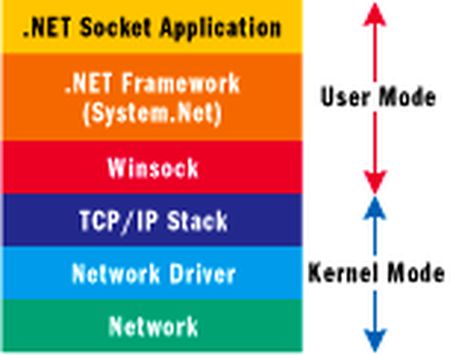 .NET Socket Application
.NET Framework
(System.Net)
User Mode
Winsock
TCP/IP Stack
Network Driver
Kernel Mode
Network